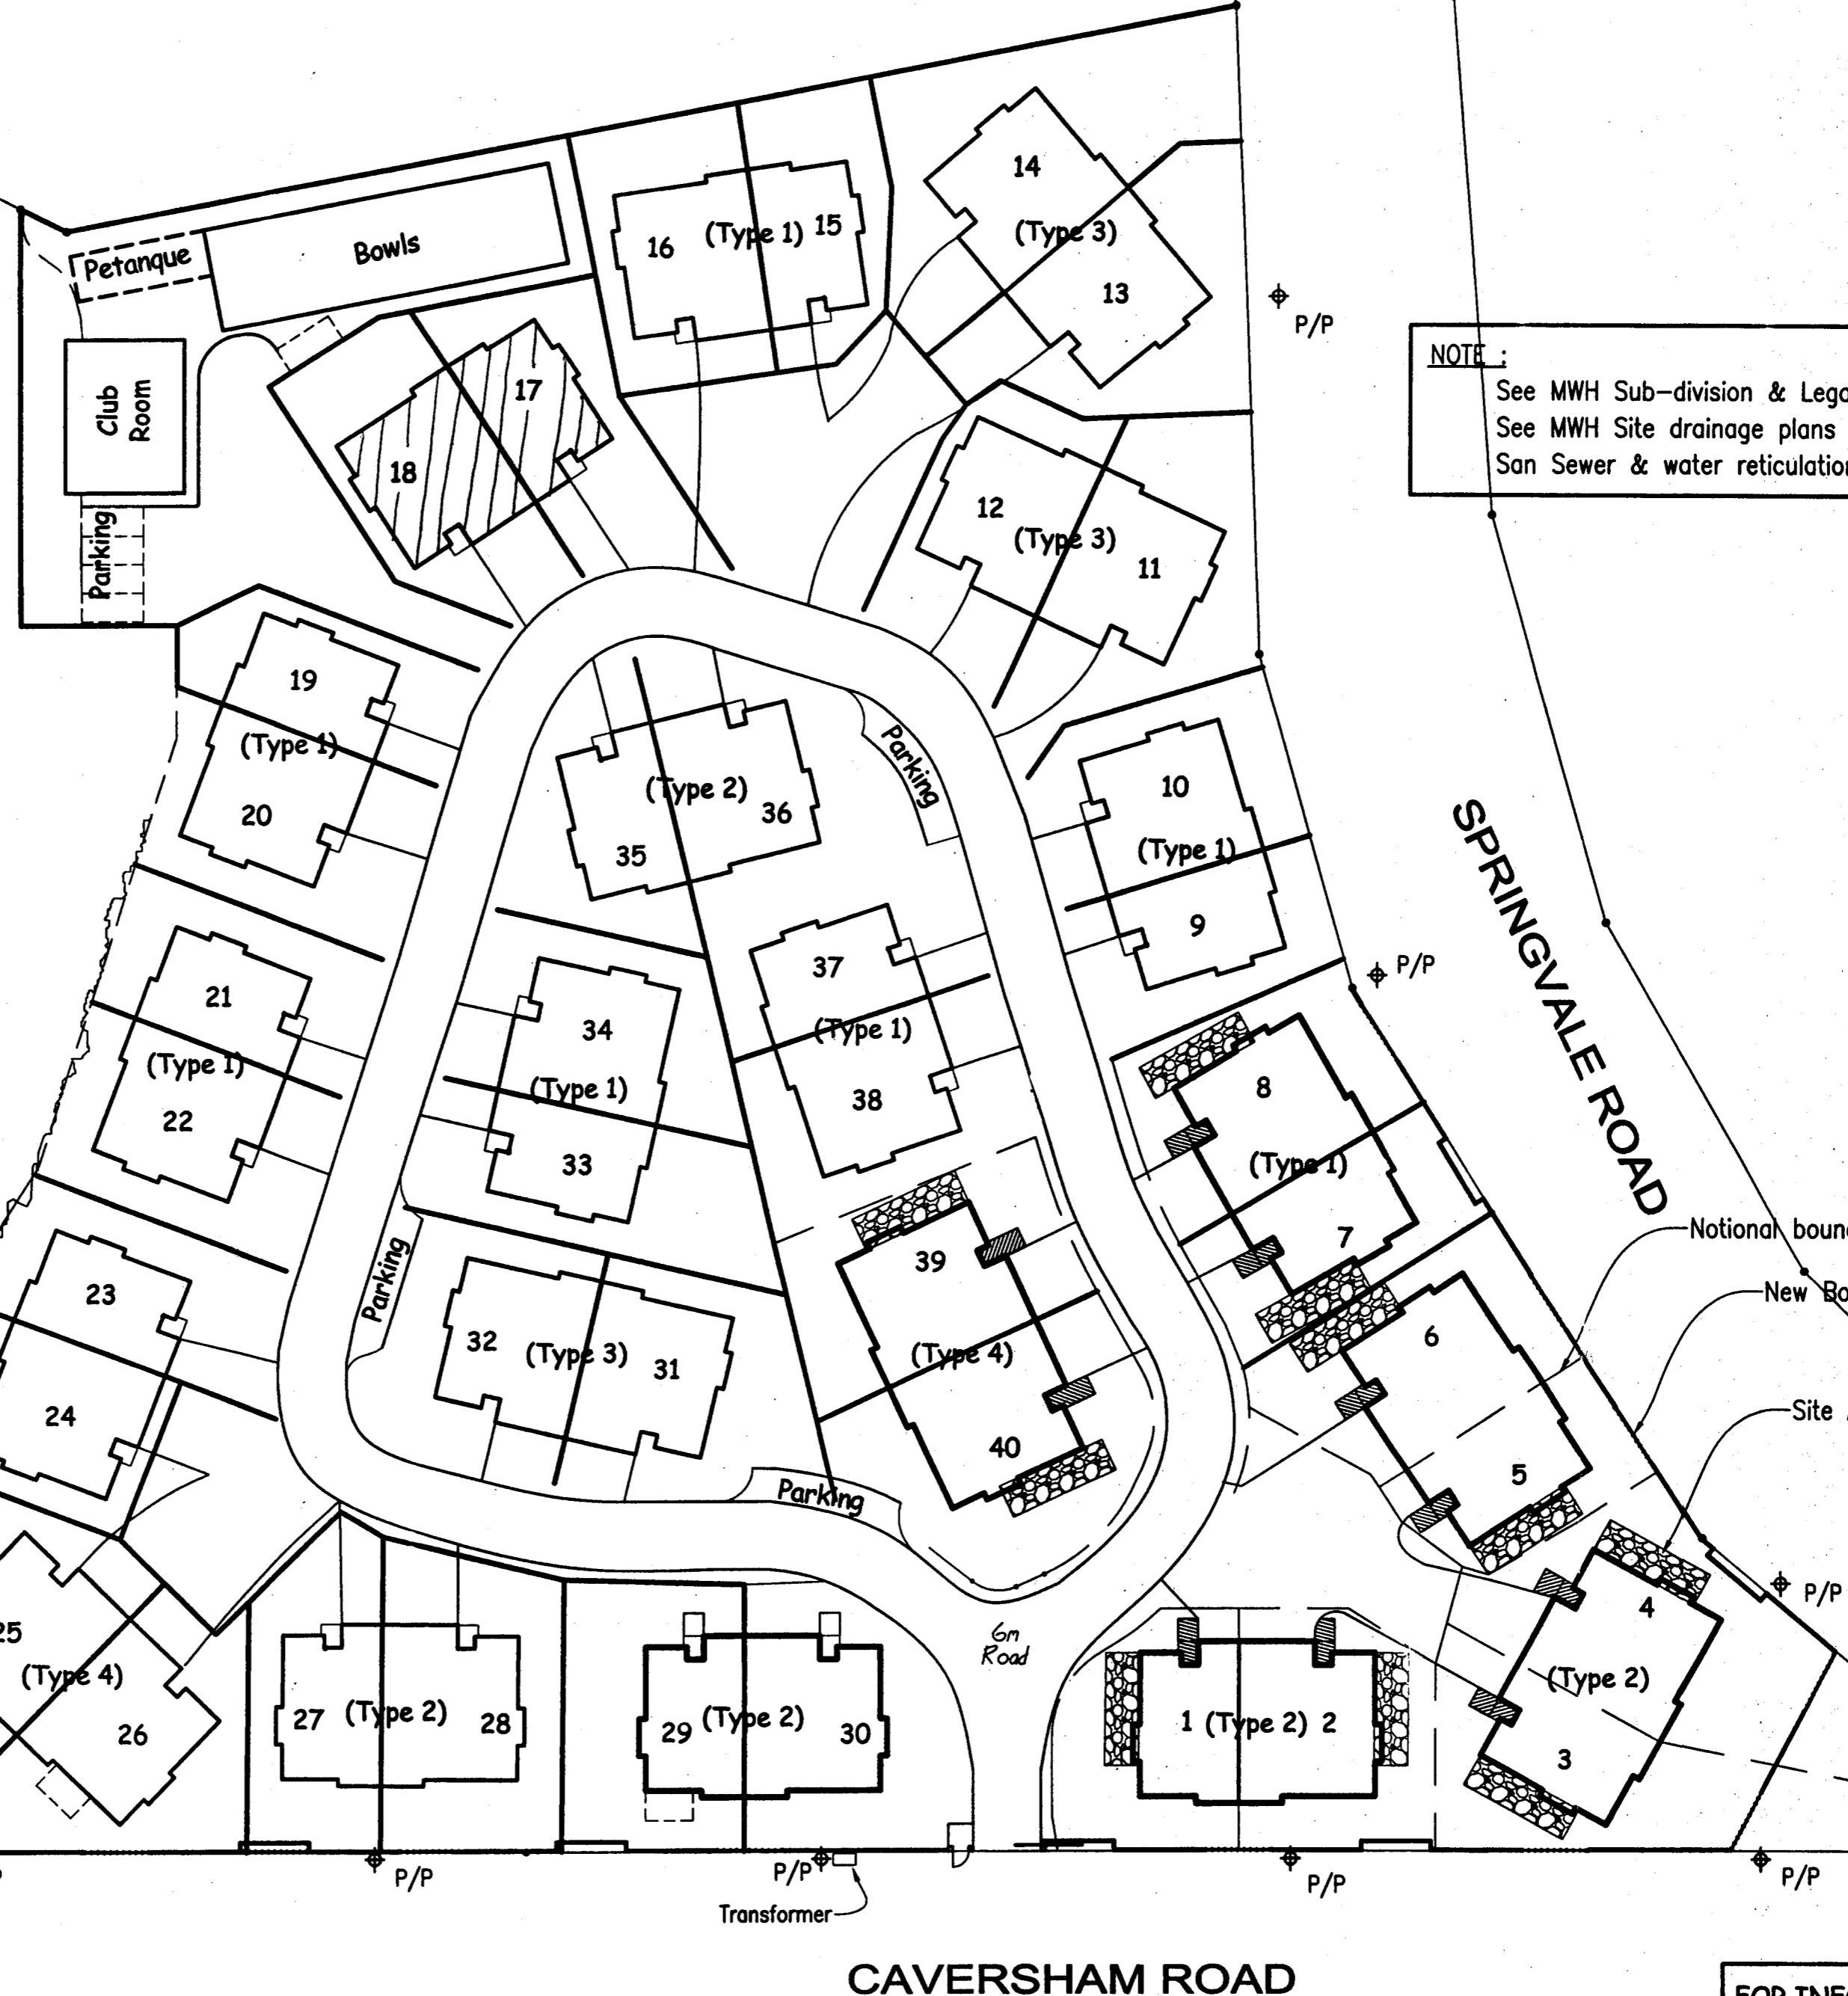 14
16 (Type 1) 15
(Type 3)
Petanque
Bowls
13
P/P
NOTE :
See MWH Sub-division &
See MWH Site drainage plans
San Sewer & water
Club
Room
17
18
12
(Type 3)
11
Parking
19
(Type 1)
20
Parking
(Type 2)
36
35
10
(Type 1)
9
SPRINGVALE ROAD
P/P
21
(Type 1)
22
34
(Type 1)
33
37
(Type 1)
38
8
(Type 1)
7
Notional
New
Site
23
24
Parking
32 (Type 3) 31
39
(Type 4)
40
6
5
Parking
P/P
4
(Type 2)
3
6m
Road
25
(Type 4)
26
27 (Type 2) 28
29 (Type 2) 30
1 (Type 2) 2
P/P
P/P
P/P
P/P
Transformer
CAVERSHAM ROAD
FOR